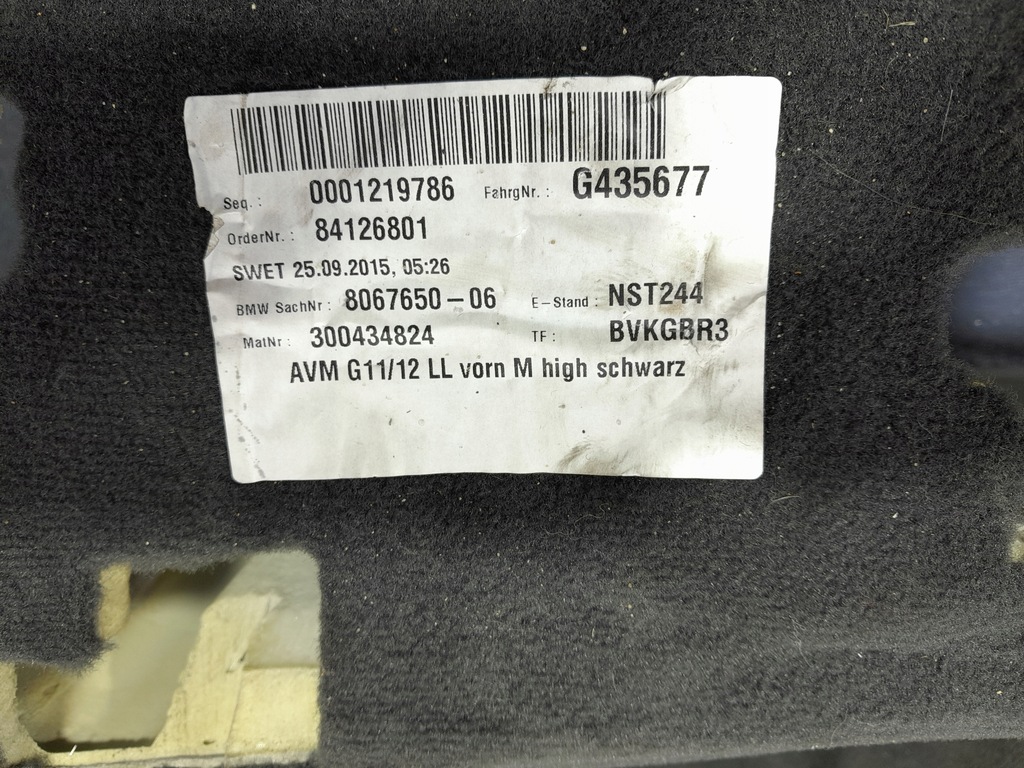 Seq.: 0001219786 FahrgNr.: G435677
OrderNr.: 84126801
SWET 25.09.2015, 05:26
BMW SachNr: 8067650-06 E-Stand: NST244
MatNr: 300434824 TF: BVKGBR3
AVM G11/12 LL vorn M high schwarz